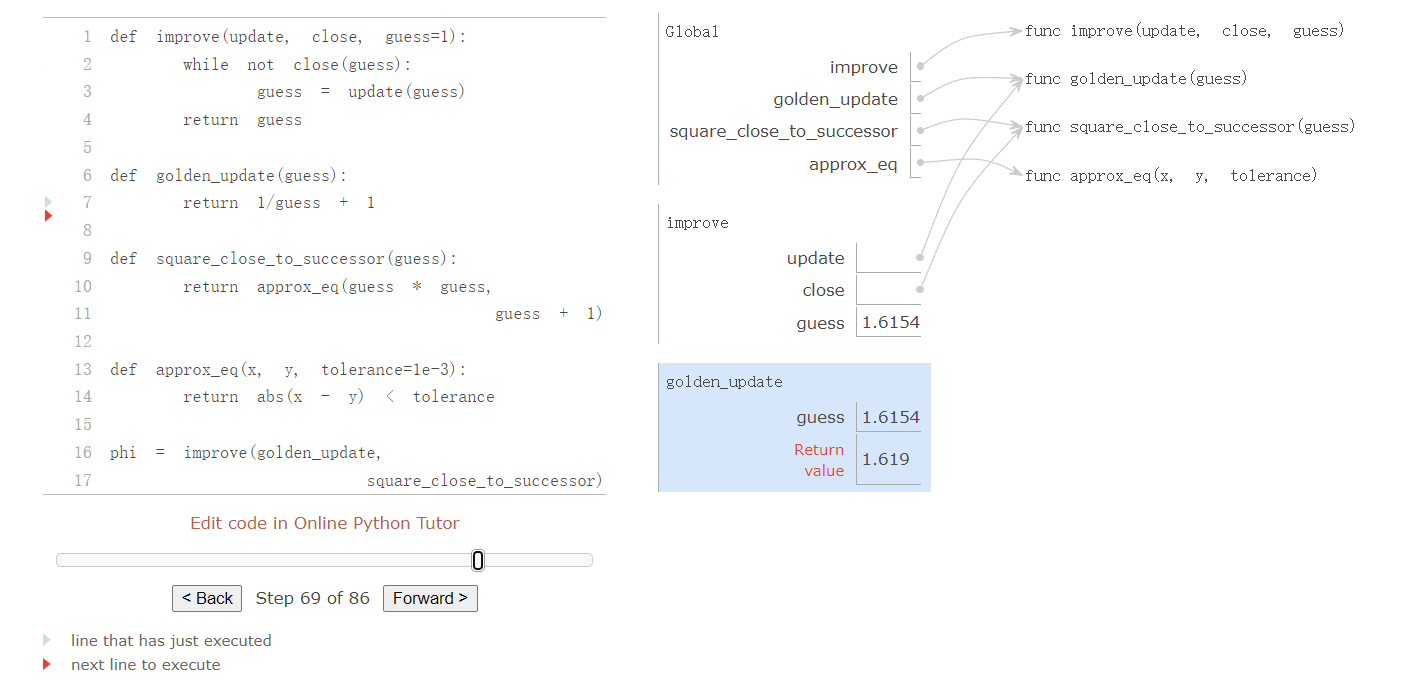 1 def improve(update, close, guess=1):
2 while not close(guess):
3 guess = update(guess)
4 return guess
5
6 def golden_update(guess):
7 return 1/guess + 1
8
9 def square_close_to_successor(guess):
10 return approx_eq(guess * guess,
11 guess + 1)
12
13 def approx_eq(x, y, tolerance=1e-3):
14 return abs(x - y) < tolerance
15
16 phi = improve(golden_update,
17 square_close_to_successor)
Edit code in Online Python Tutor
< Back Step 69 of 86 Forward >
line that has just executed
next line to execute
Global
improve
golden_update
square_close_to_successor
approx_eq
func improve(update, close, guess)
func golden_update(guess)
func square_close_to_successor(guess)
func approx_eq(x, y, tolerance)
improve
update
close
guess 1.6154
golden_update
guess 1.6154
Return
value 1.619